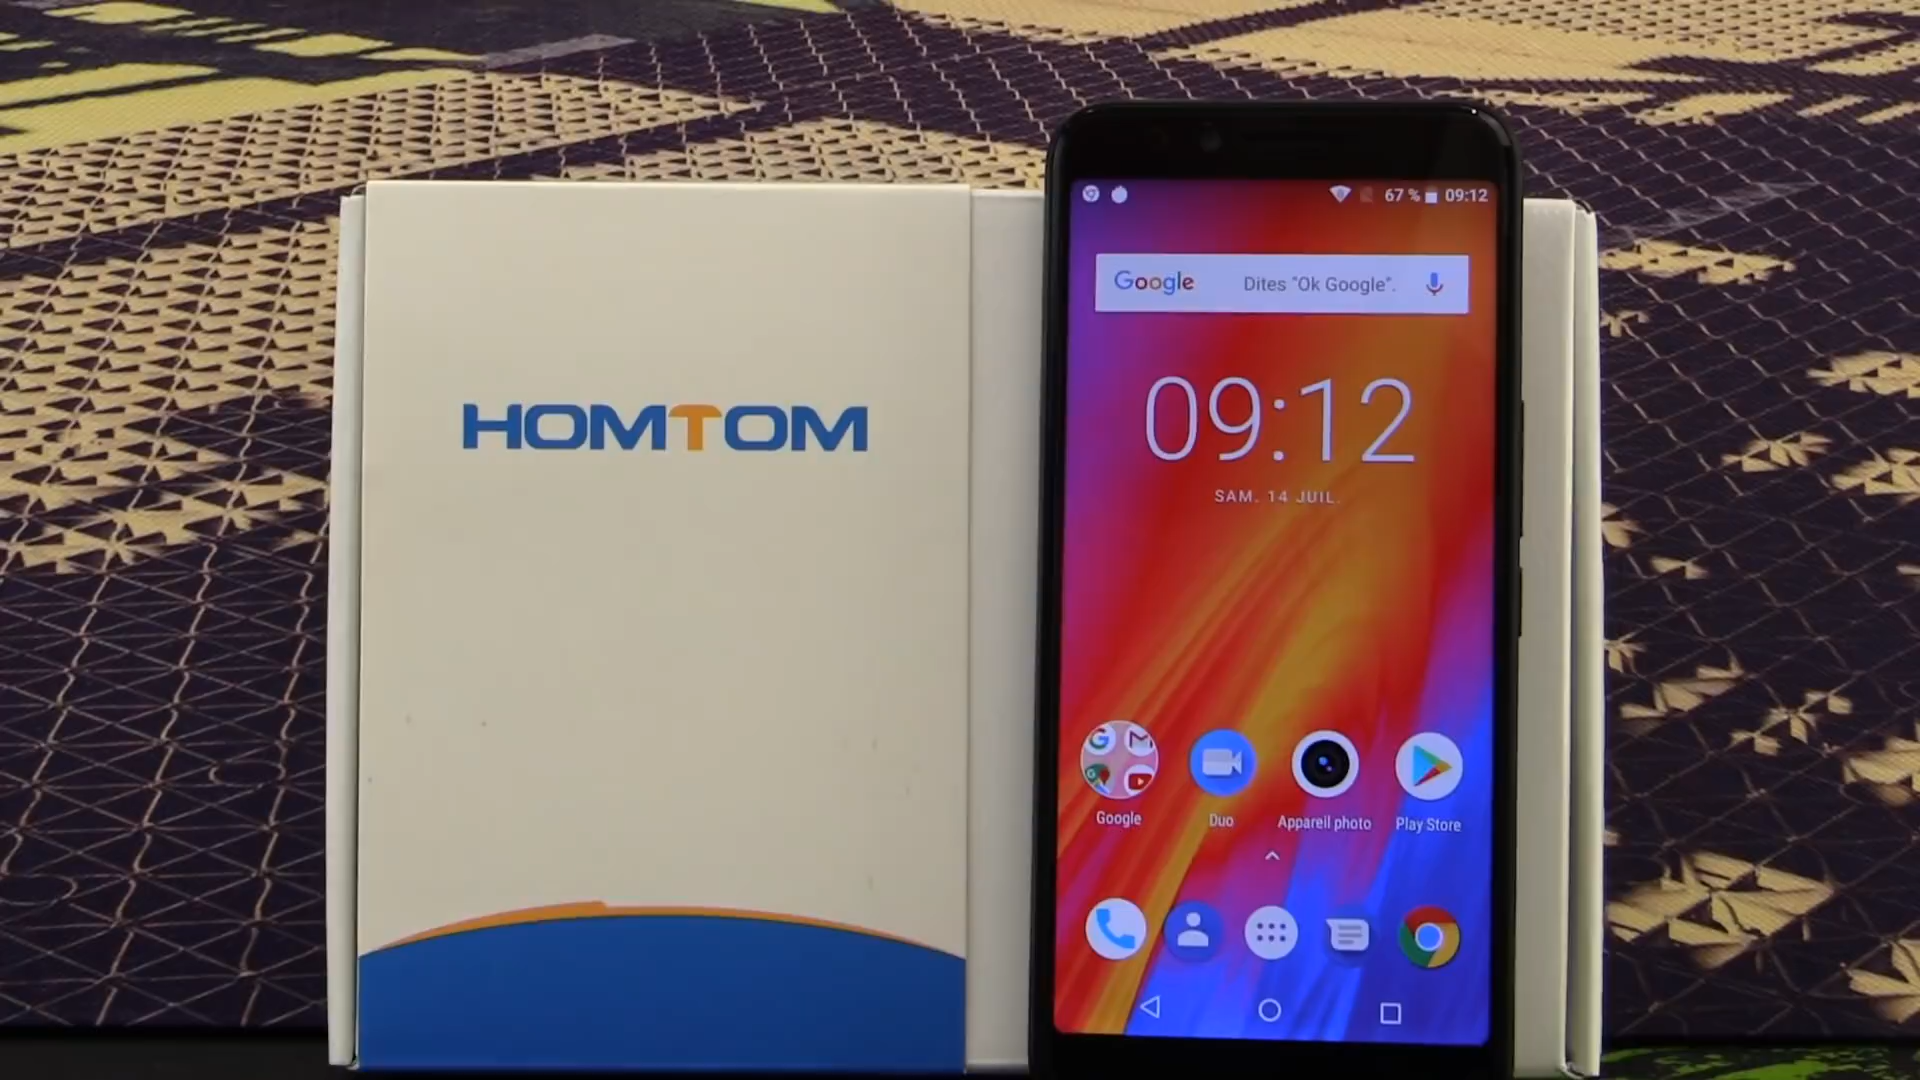 HOMTOM
67 % 09:12
Google Dites "Ok Google".
09:12
SAM. 14 JUIL.
Google Duo Appareil photo Play Store